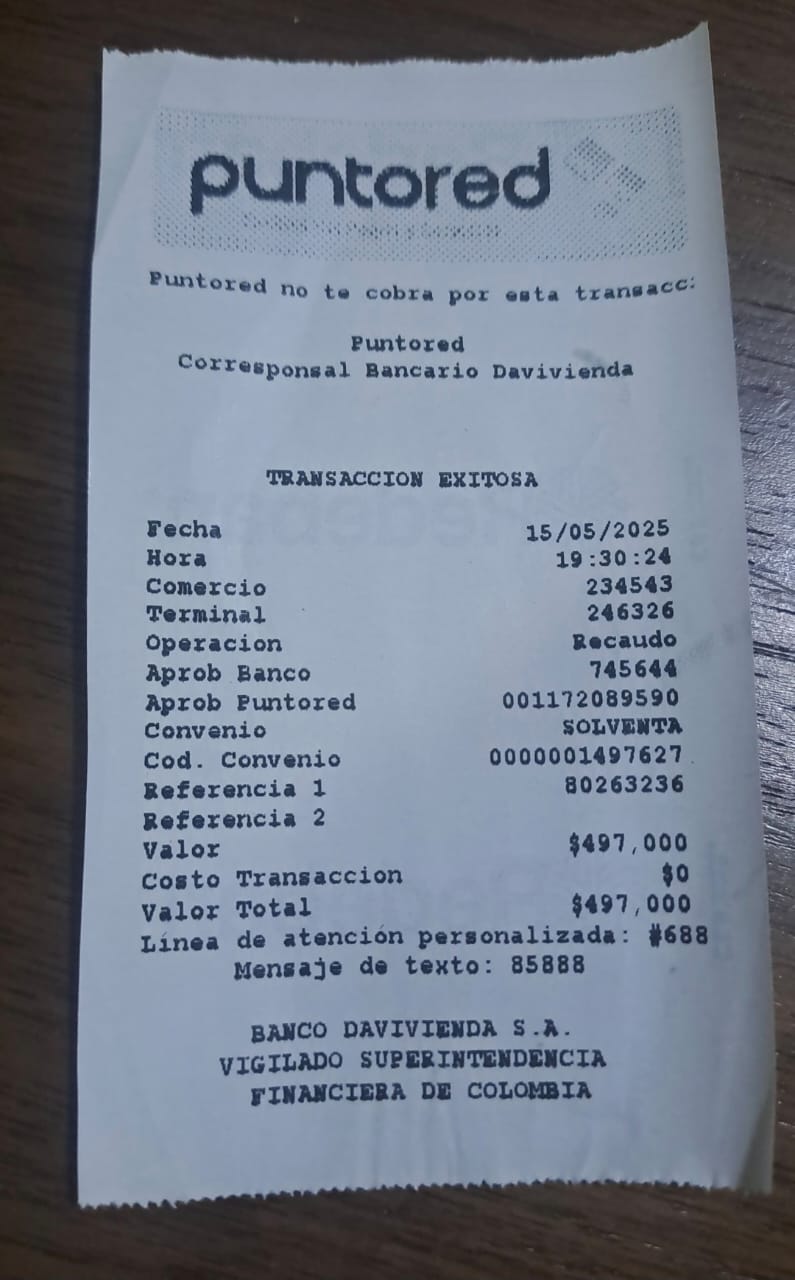 puntored
Puntored no te cobra por esta transacc
Puntored
Corresponsal Bancario Davivienda
TRANSACCION EXITOSA
Fecha 15/05/2025
Hora 19:30:24
Comercio 234543
Terminal 246326
Operacion Recaudo
Aprob Banco 745644
Aprob Puntored 001172089590
Convenio SOLVENTA
Cod. Convenio 0000001497627
Referencia 1 80263236
Referencia 2
Valor $497,000
Costo Transaccion $0
Valor Total $497,000
Línea de atención personalizada: #688
Mensaje de texto: 85888
BANCO DAVIVIENDA S.A.
VIGILADO SUPERINTENDENCIA
FINANCIERA DE COLOMBIA